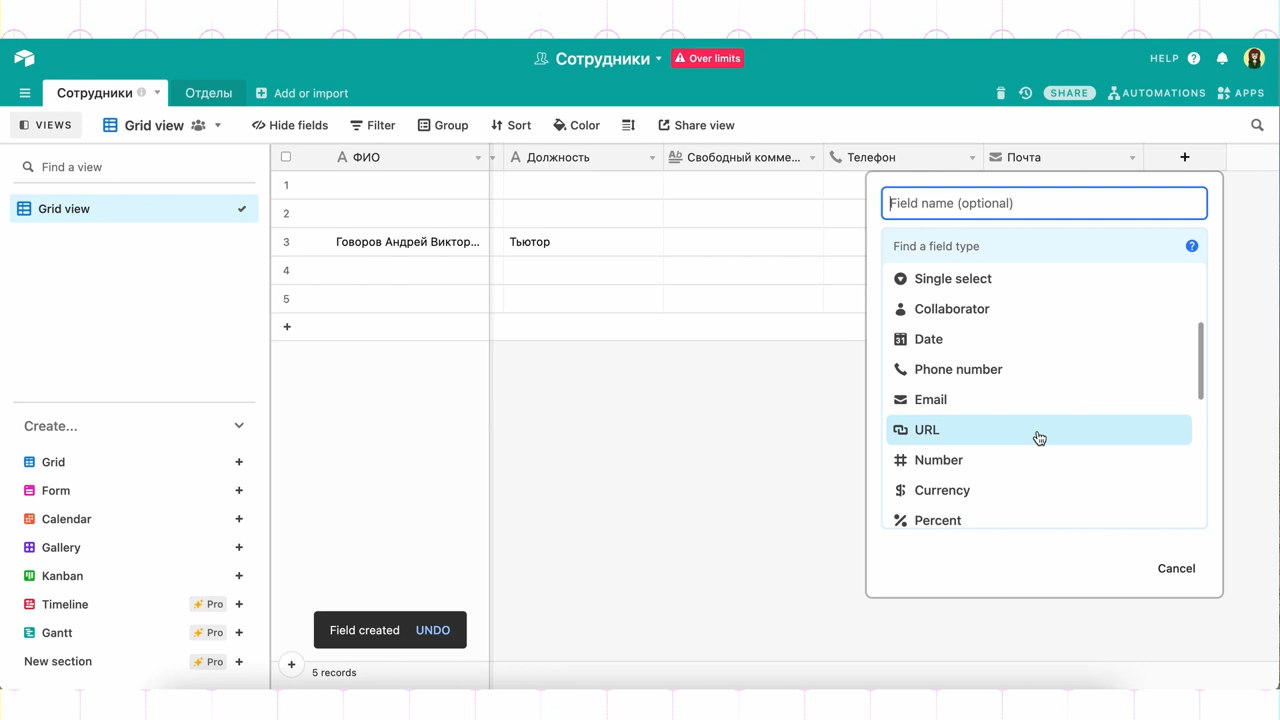 Сотрудники
Over limits
HELP
Сотрудники
Отделы
Add or import
SHARE
AUTOMATIONS
APPS
VIEWS
Grid view
Hide fields
Filter
Group
Sort
Color
Share view
Find a view
Grid view
Create...
Grid
Form
Calendar
Gallery
Kanban
Timeline
Pro
Gantt
Pro
New section
Pro
ФИО
Должность
Свободный комме...
Телефон
Почта
1
2
3 Говоров Андрей Виктор... Тьютор
4
5
Field name (optional)
Find a field type
Single select
Collaborator
Date
Phone number
Email
URL
Number
Currency
Percent
Cancel
Field created UNDO
5 records